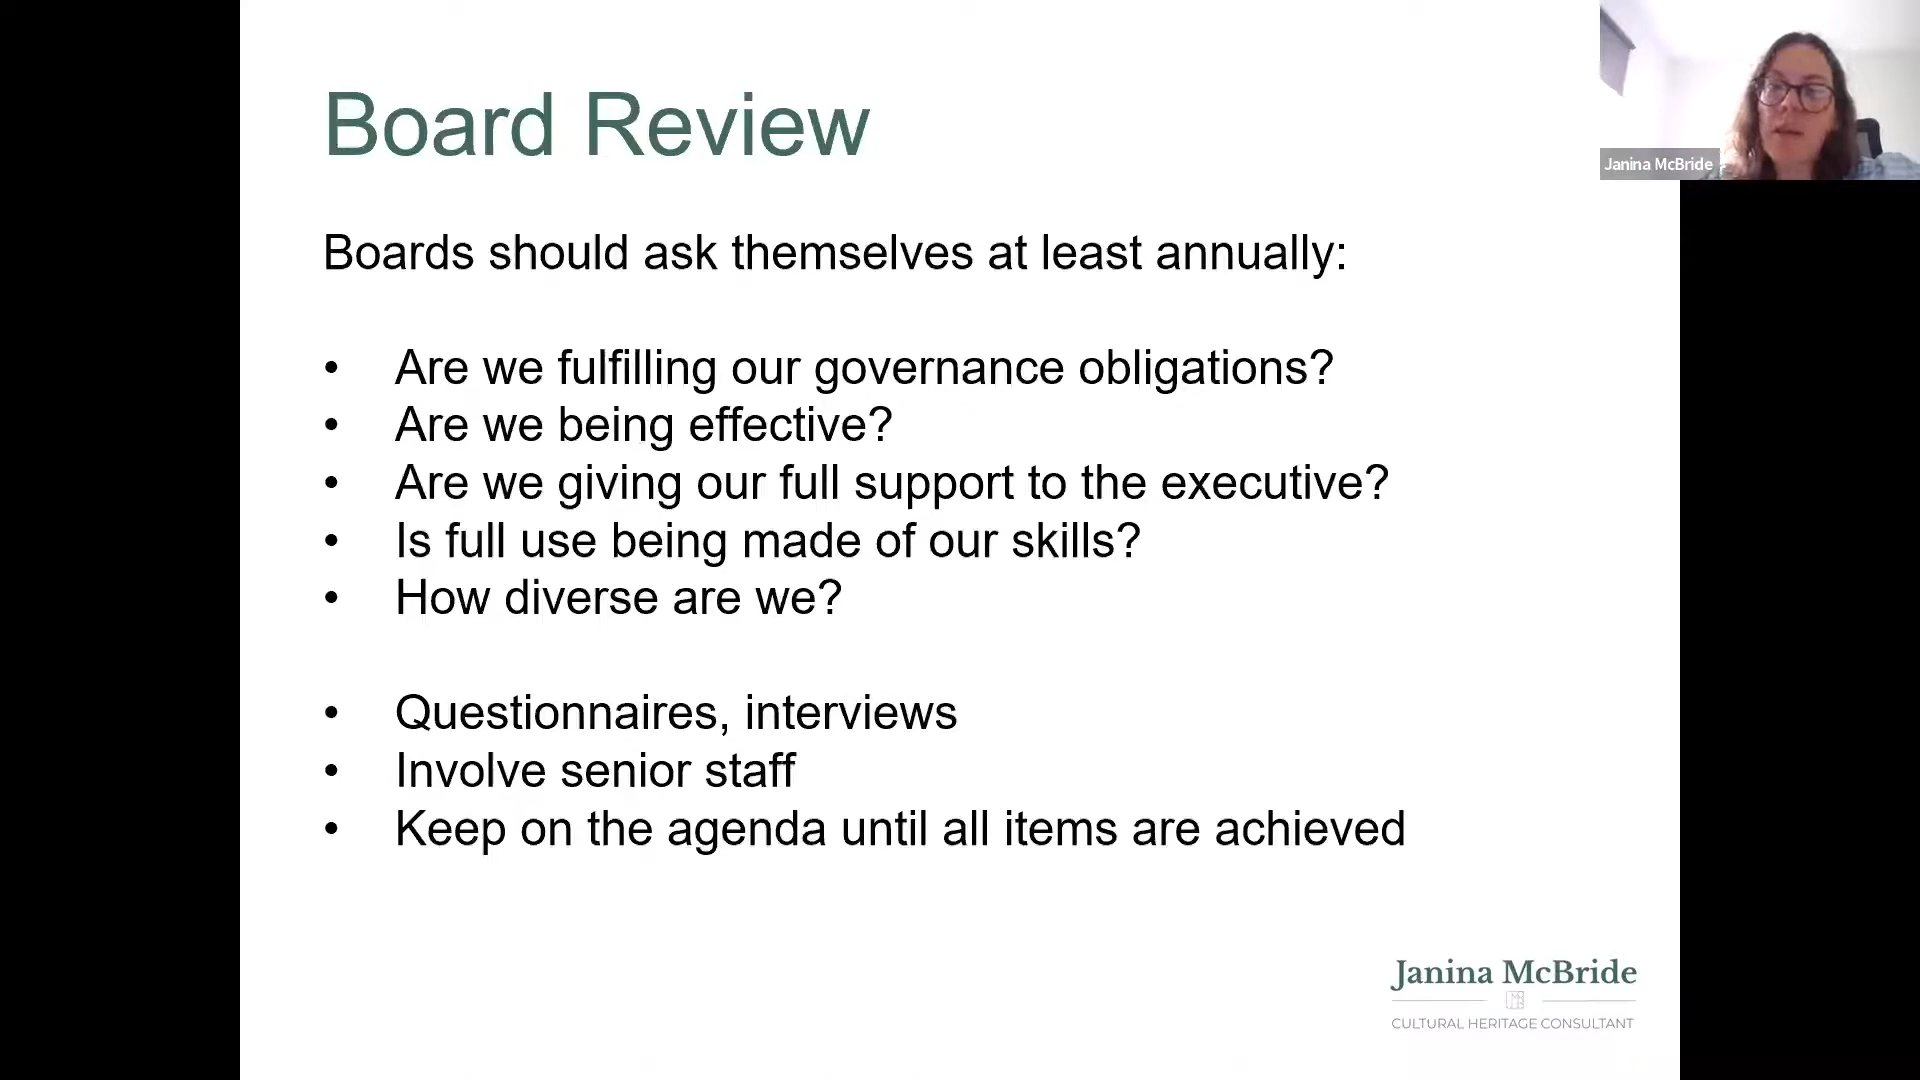 Board Review
Janina McBride
Boards should ask themselves at least annually:
• Are we fulfilling our governance obligations?
• Are we being effective?
• Are we giving our full support to the executive?
• Is full use being made of our skills?
• How diverse are we?
• Questionnaires, interviews
• Involve senior staff
• Keep on the agenda until all items are achieved
Janina McBride
CULTURAL HERITAGE CONSULTANT